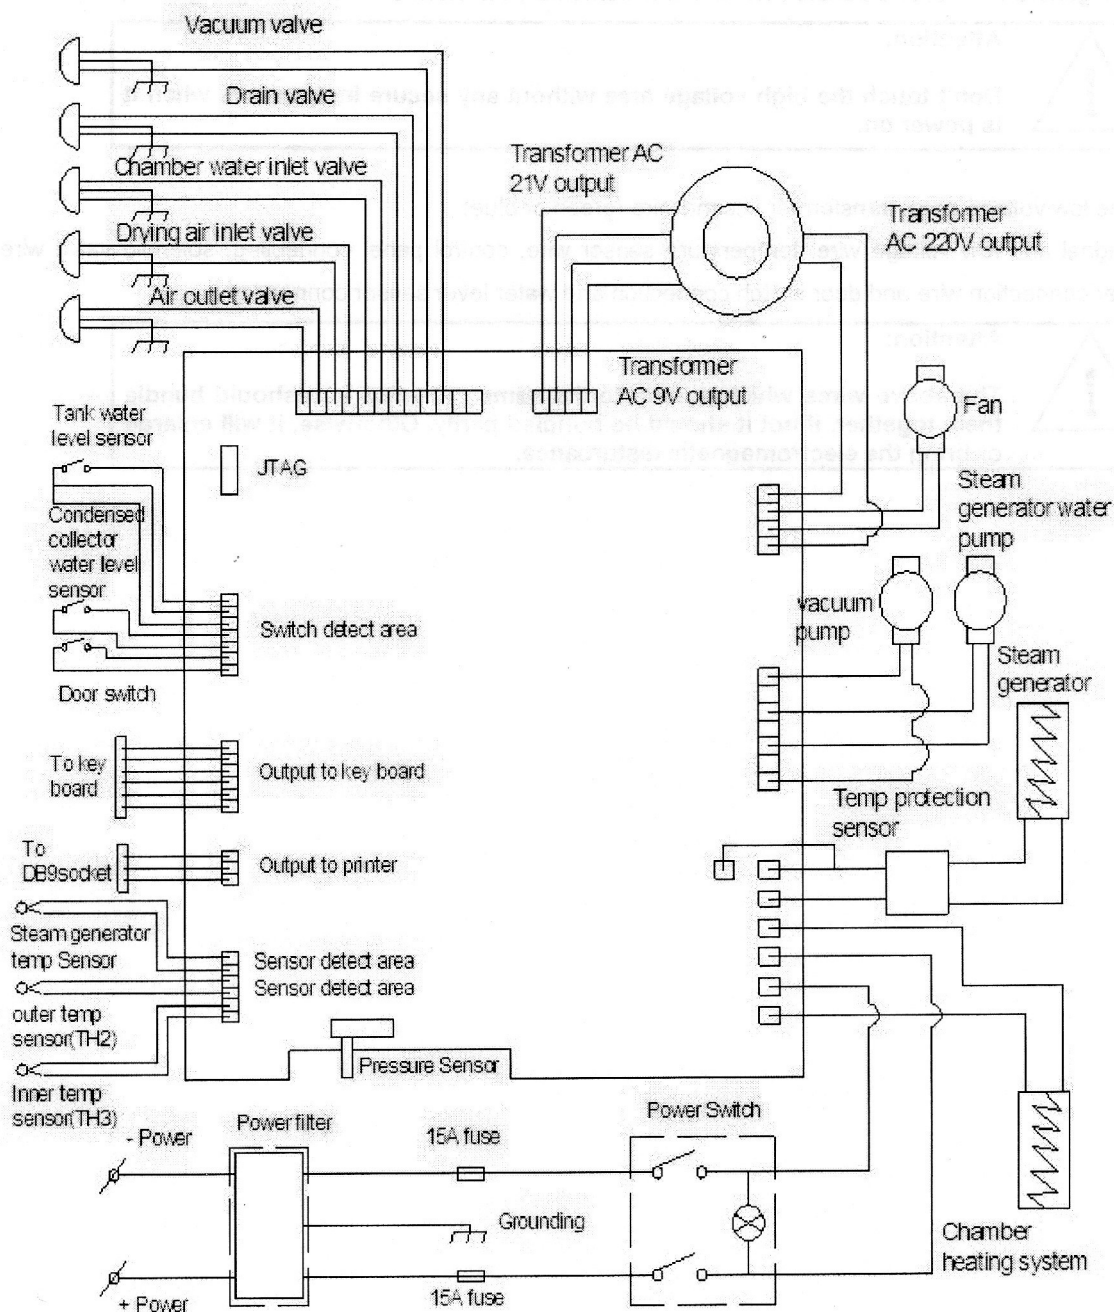 Vacuum valve
Drain valve
Chamber water inlet valve
Drying air inlet valve
Air outlet valve
Transformer AC
21V output
Transformer
AC 220V output
Transformer
AC 9V output
Fan
Tank water
level sensor
JTAG
Steam
generator water
pump
Condensed
collector
water level
sensor
vacuum
pump
Switch detect area
Door switch
Steam
generator
To key
board
Output to key board
Temp protection
sensor
To
DB9socket
Output to printer
Steam generator
temp Sensor
Sensor detect area
Sensor detect area
outer temp
sensor(TH2)
Pressure Sensor
Inner temp
sensor(TH3)
- Power
Power filter
15A fuse
Power Switch
Grounding
Chamber
heating system
+ Power
15A fuse